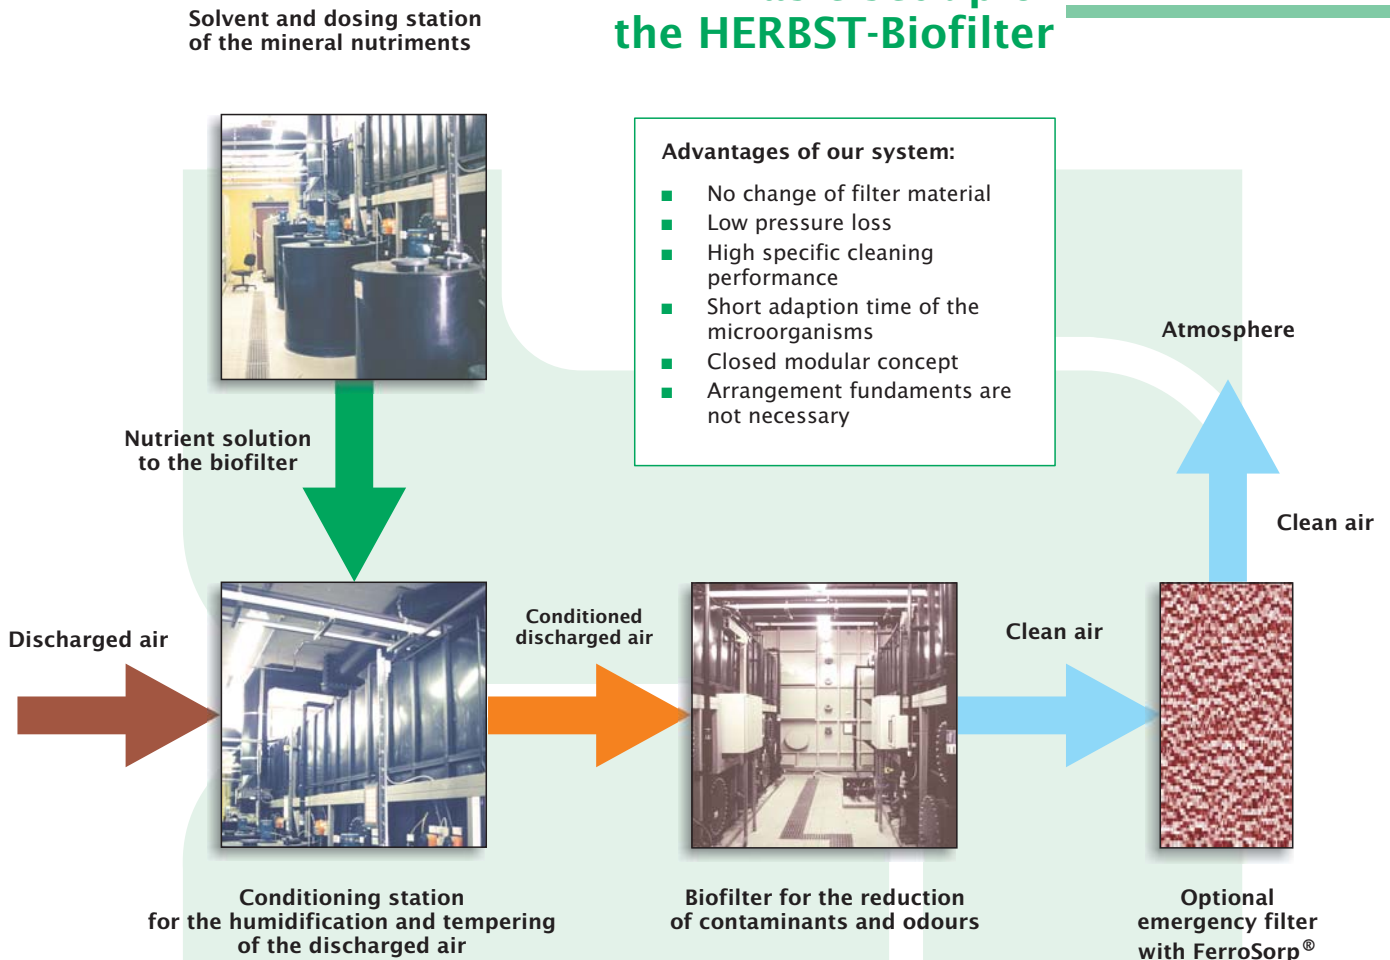 Solvent and dosing station
of the mineral nutriments
the HERBST-Biofilter
Advantages of our system:
No change of filter material
Low pressure loss
High specific cleaning
performance
Short adaption time of the
microorganisms
Closed modular concept
Arrangement fundaments are
not necessary
Atmosphere
Nutrient solution
to the biofilter
Clean air
Discharged air
Conditioned
discharged air
Clean air
Conditioning station
for the humidification and tempering
of the discharged air
Biofilter for the reduction
of contaminants and odours
Optional
emergency filter
with FerroSorp®